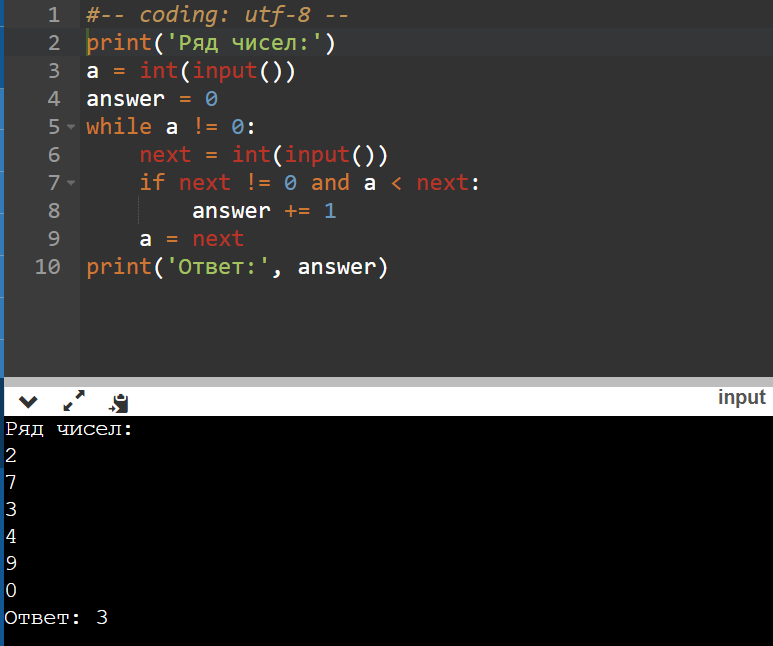 1 #-- coding: utf-8 --
2 print('Ряд чисел:')
3 a = int(input())
4 answer = 0
5 while a != 0:
6     next = int(input())
7     if next != 0 and a < next:
8         answer += 1
9     a = next
10 print('Ответ:', answer)
input
Ряд чисел:
2
7
3
4
9
0
Ответ: 3